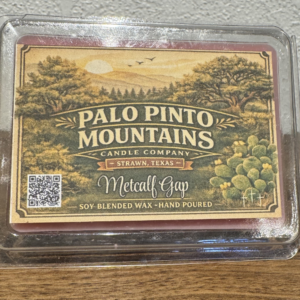 PALO PINTO
MOUNTAINS
CANDLE COMPANY
STRAWN, TEXAS
Metcalf Gap
SOY-BLENDED WAX • HAND POURED